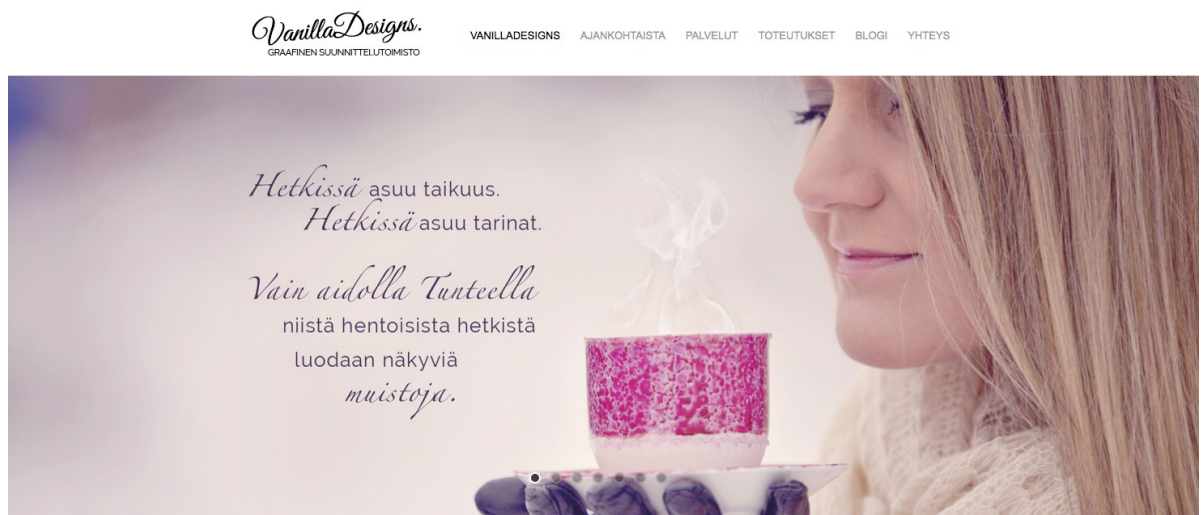 VanillaDesigns.
GRAAFINEN SUUNNITTELUTOIMISTO
VANILLADESIGNS AJANKOHTAISTA PALVELUT TOTEUTUKSET BLOGI YHTEYS
Hetkissä asuu taikuus.
Hetkissä asuu tarinat.
Vain aidolla Tunteella
niistä hentoisista hetkistä
luodaan näkyviä
muistoja.